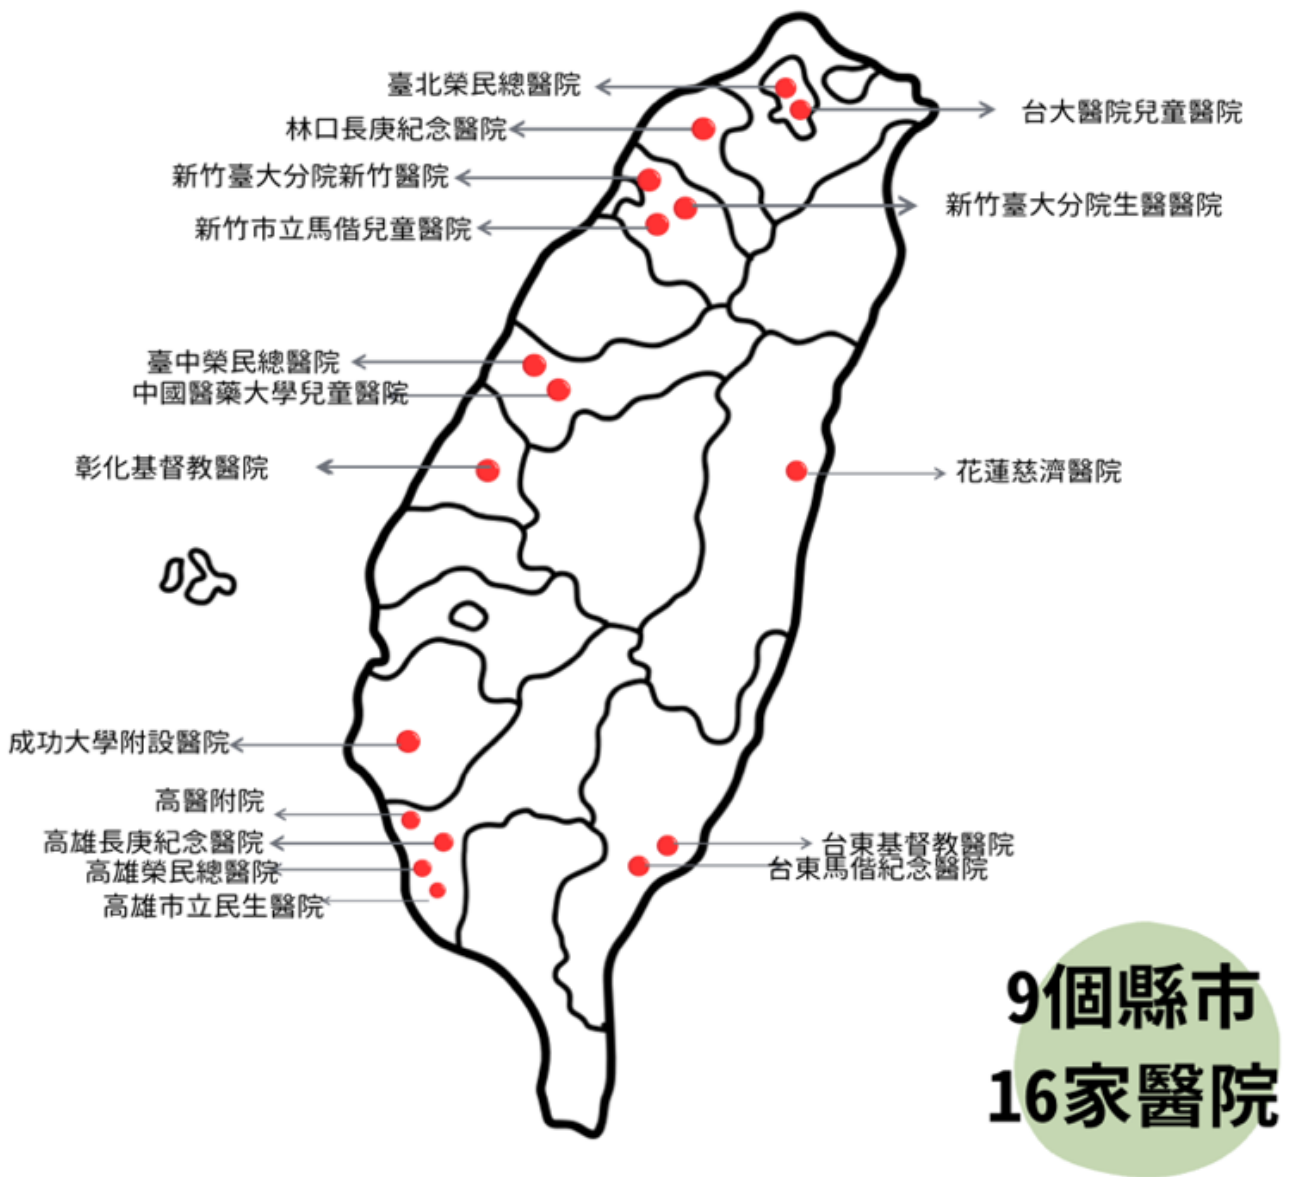 臺北榮民總醫院
台大醫院兒童醫院
林口長庚紀念醫院
新竹臺大分院新竹醫院
新竹臺大分院生醫醫院
新竹市立馬偕兒童醫院
臺中榮民總醫院
中國醫藥大學兒童醫院
彰化基督教醫院
花蓮慈濟醫院
成功大學附設醫院
高醫附院
高雄長庚紀念醫院
台東基督教醫院
高雄榮民總醫院
台東馬偕紀念醫院
高雄市立民生醫院
9個縣市
16家醫院